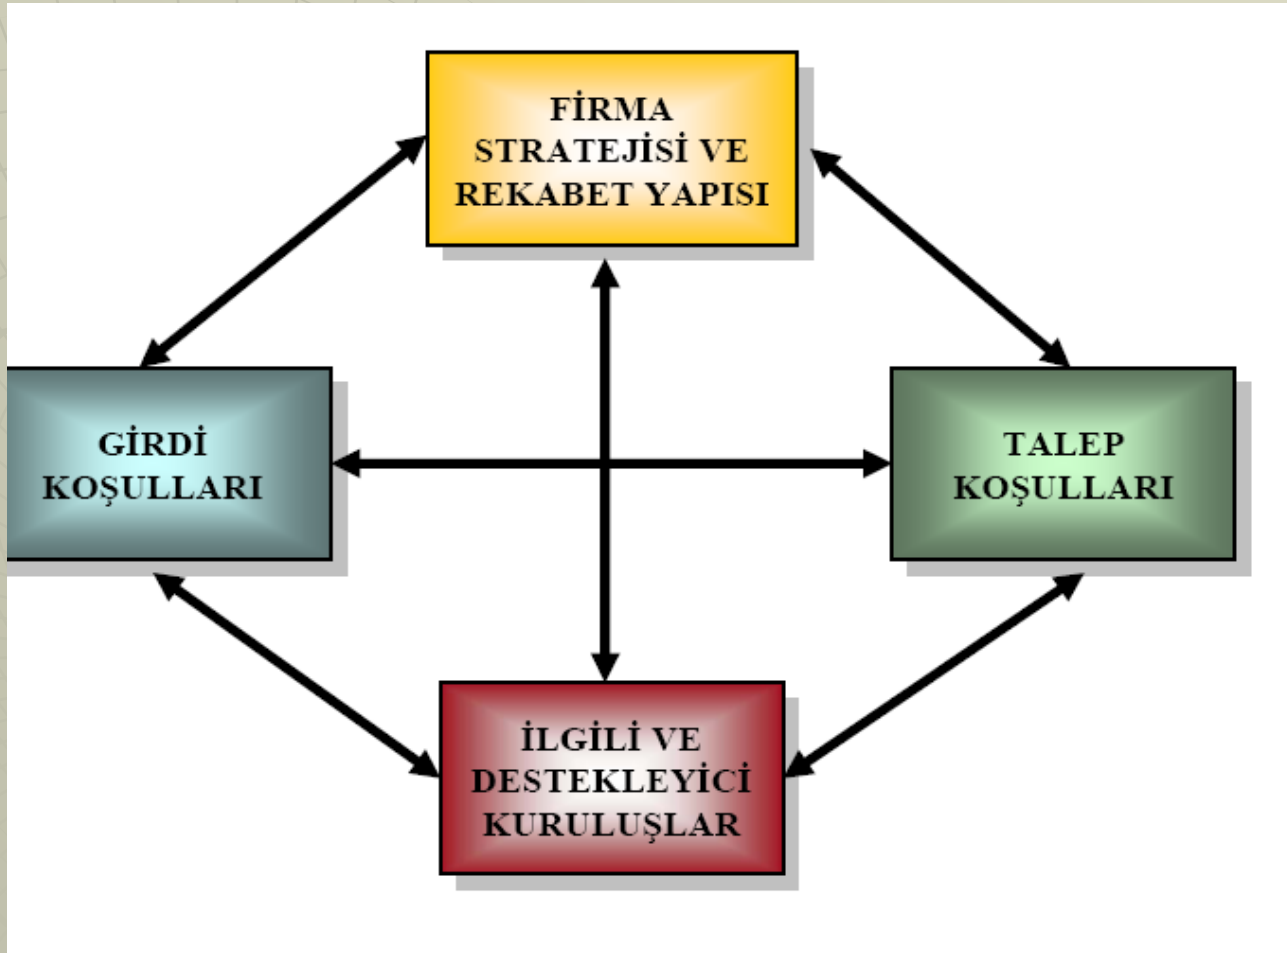 FİRMA
STRATEJİSİ VE
REKABET YAPISI
GİRDİ
KOŞULLARI
TALEP
KOŞULLARI
İLGİLİ VE
DESTEKLEYİCİ
KURULUŞLAR